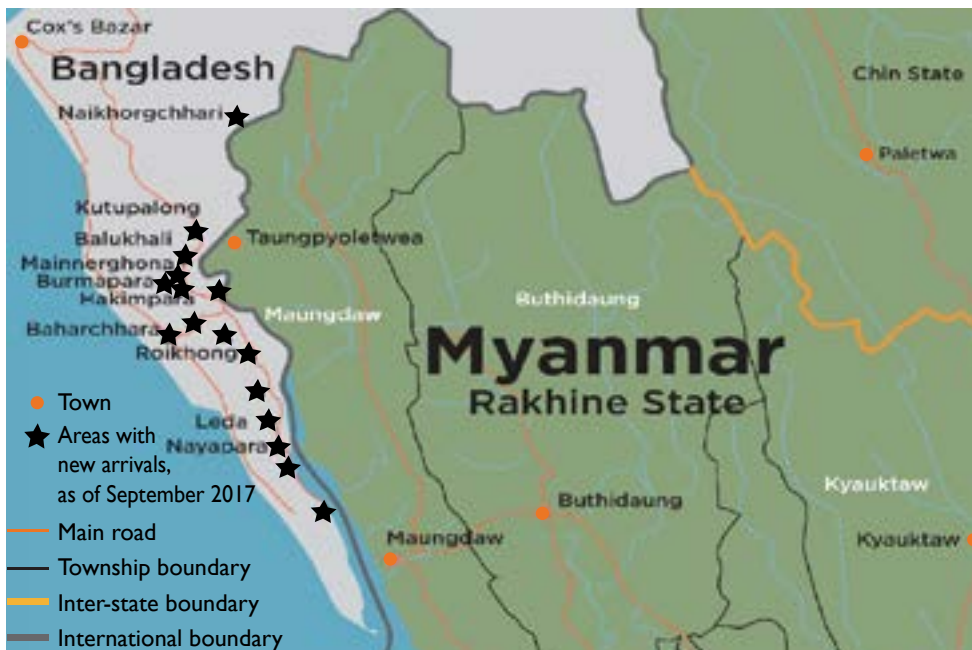 Cox's Bazar
Bangladesh
Chin State
Naikhorgchhari
Paletwa
Kutupalong
Balukhali
Taungpyoletwea
Mainnerghona
Burmapara
Hakimpara
Buthidaung
Maungdaw
Baharchhara
Roikhong
Myanmar
Rakhine State
Town
Leda
Areas with
new arrivals,
as of September 2017
Nayapara
Kyauktaw
Buthidaung
Main road
Maungdaw
Kyauktaw
Township boundary
Inter-state boundary
International boundary